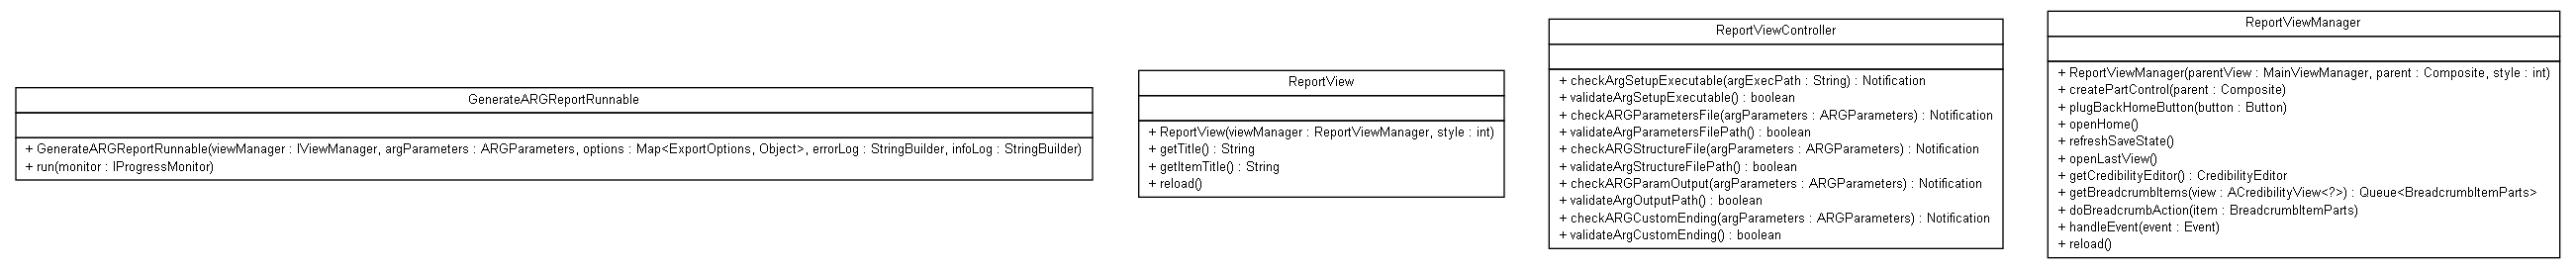 GenerateARGReportRunnable
+ GenerateARGReportRunnable(viewManager : IViewManager, argParameters : ARGParameters, options : Map<ExportOptions, Object>, errorLog : StringBuilder, infoLog : StringBuilder)
+ run(monitor : IProgressMonitor)
ReportView
+ ReportView(viewManager : ReportViewManager, style : int)
+ getTitle() : String
+ getItemTitle() : String
+ reload()
ReportViewController
+ checkArgSetupExecutable(argExecPath : String) : Notification
+ validateArgSetupExecutable() : boolean
+ checkARGParametersFile(argParameters : ARGParameters) : Notification
+ validateArgParametersFilePath() : boolean
+ checkARGStructureFile(argParameters : ARGParameters) : Notification
+ validateArgStructureFilePath() : boolean
+ checkARGParamOutput(argParameters : ARGParameters) : Notification
+ validateArgOutputPath() : boolean
+ checkARGCustomEnding(argParameters : ARGParameters) : Notification
+ validateArgCustomEnding() : boolean
ReportViewManager
+ ReportViewManager(parentView : MainViewManager, parent : Composite, style : int)
+ createPartControl(parent : Composite)
+ plugBackHomeButton(button : Button)
+ openHome()
+ refreshSaveState()
+ openLastView()
+ getCredibilityEditor() : CredibilityEditor
+ getBreadcrumbItems(view : ACredibilityView<?>) : Queue<BreadcrumbItemParts>
+ doBreadcrumbAction(item : BreadcrumbItemParts)
+ handleEvent(event : Event)
+ reload()